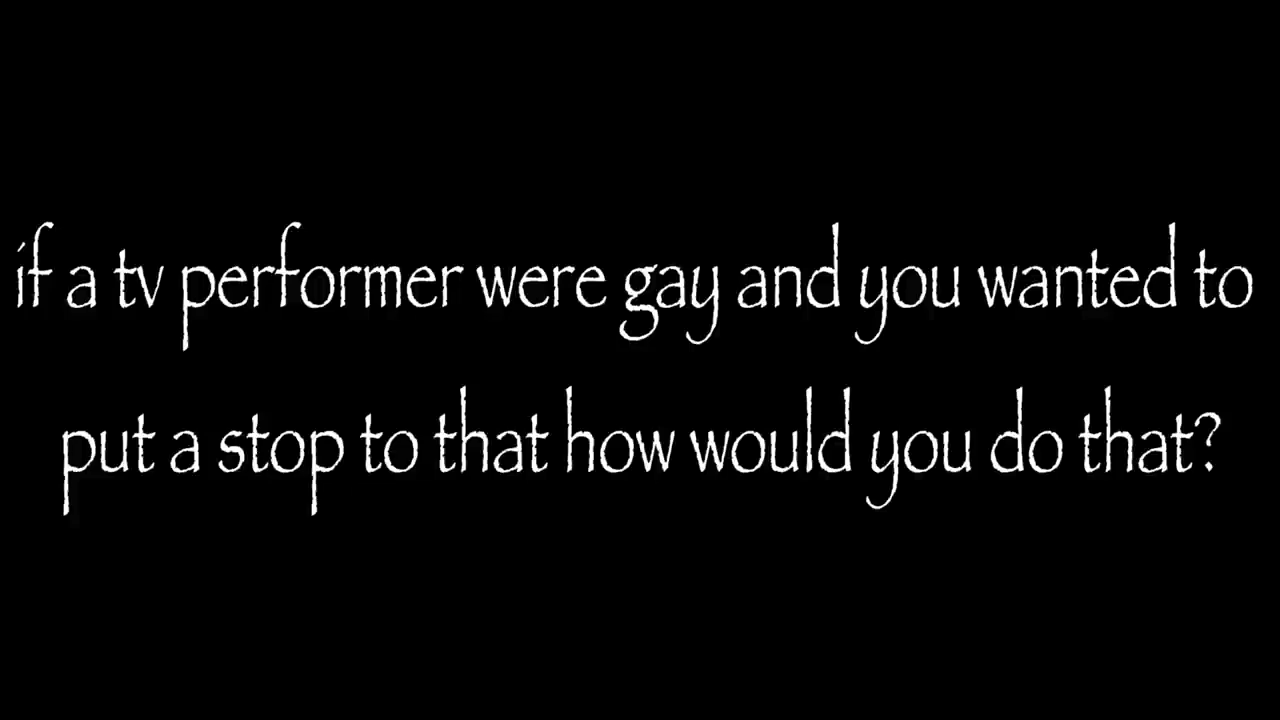 if a tv performer were gay and you wanted to
put a stop to that how would you do that?